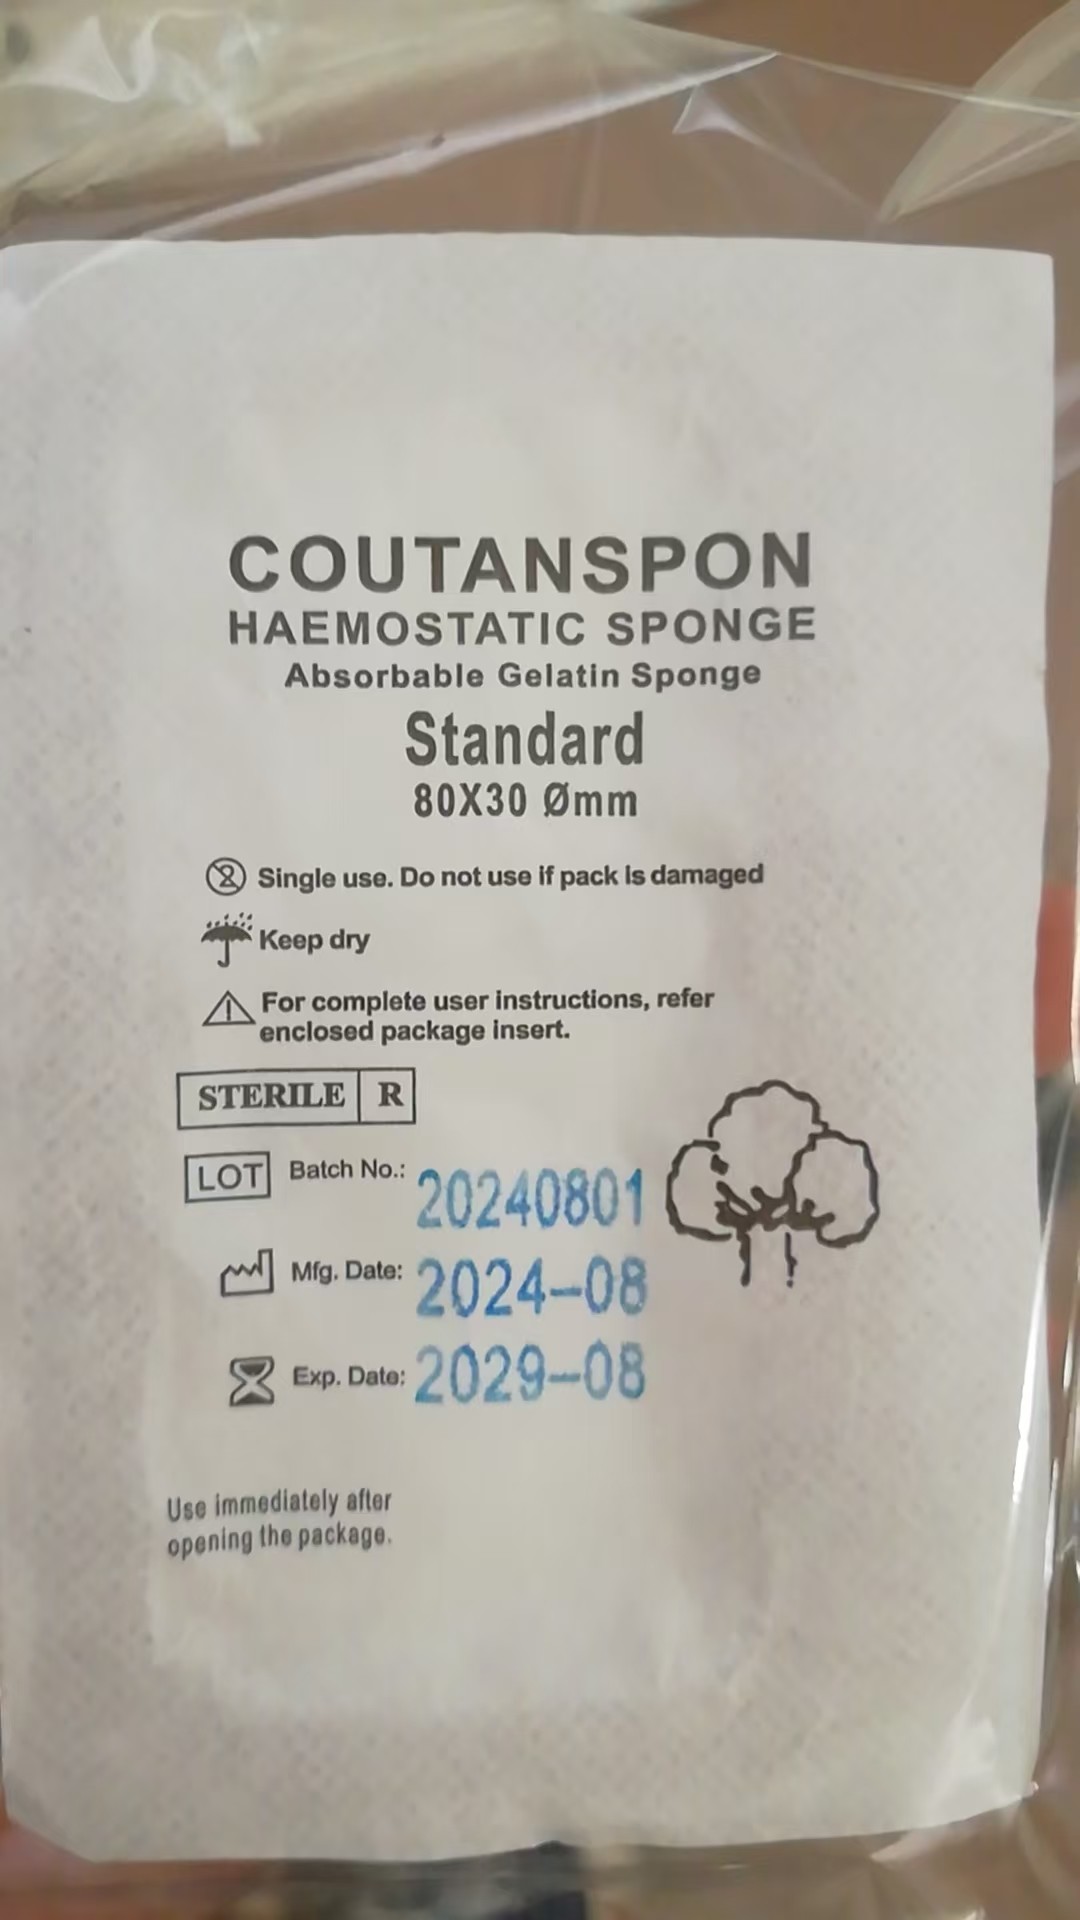 COUTANSPON
HAEMOSTATIC SPONGE
Absorbable Gelatin Sponge
Standard
80X30 Ømm
2 Single use. Do not use if pack is damaged
Keep dry
For complete user instructions, refer
enclosed package insert.
STERILE R
LOT Batch No.: 20240801
Mfg. Date: 2024-08
Exp. Date: 2029-08
Use immediately after
opening the package.